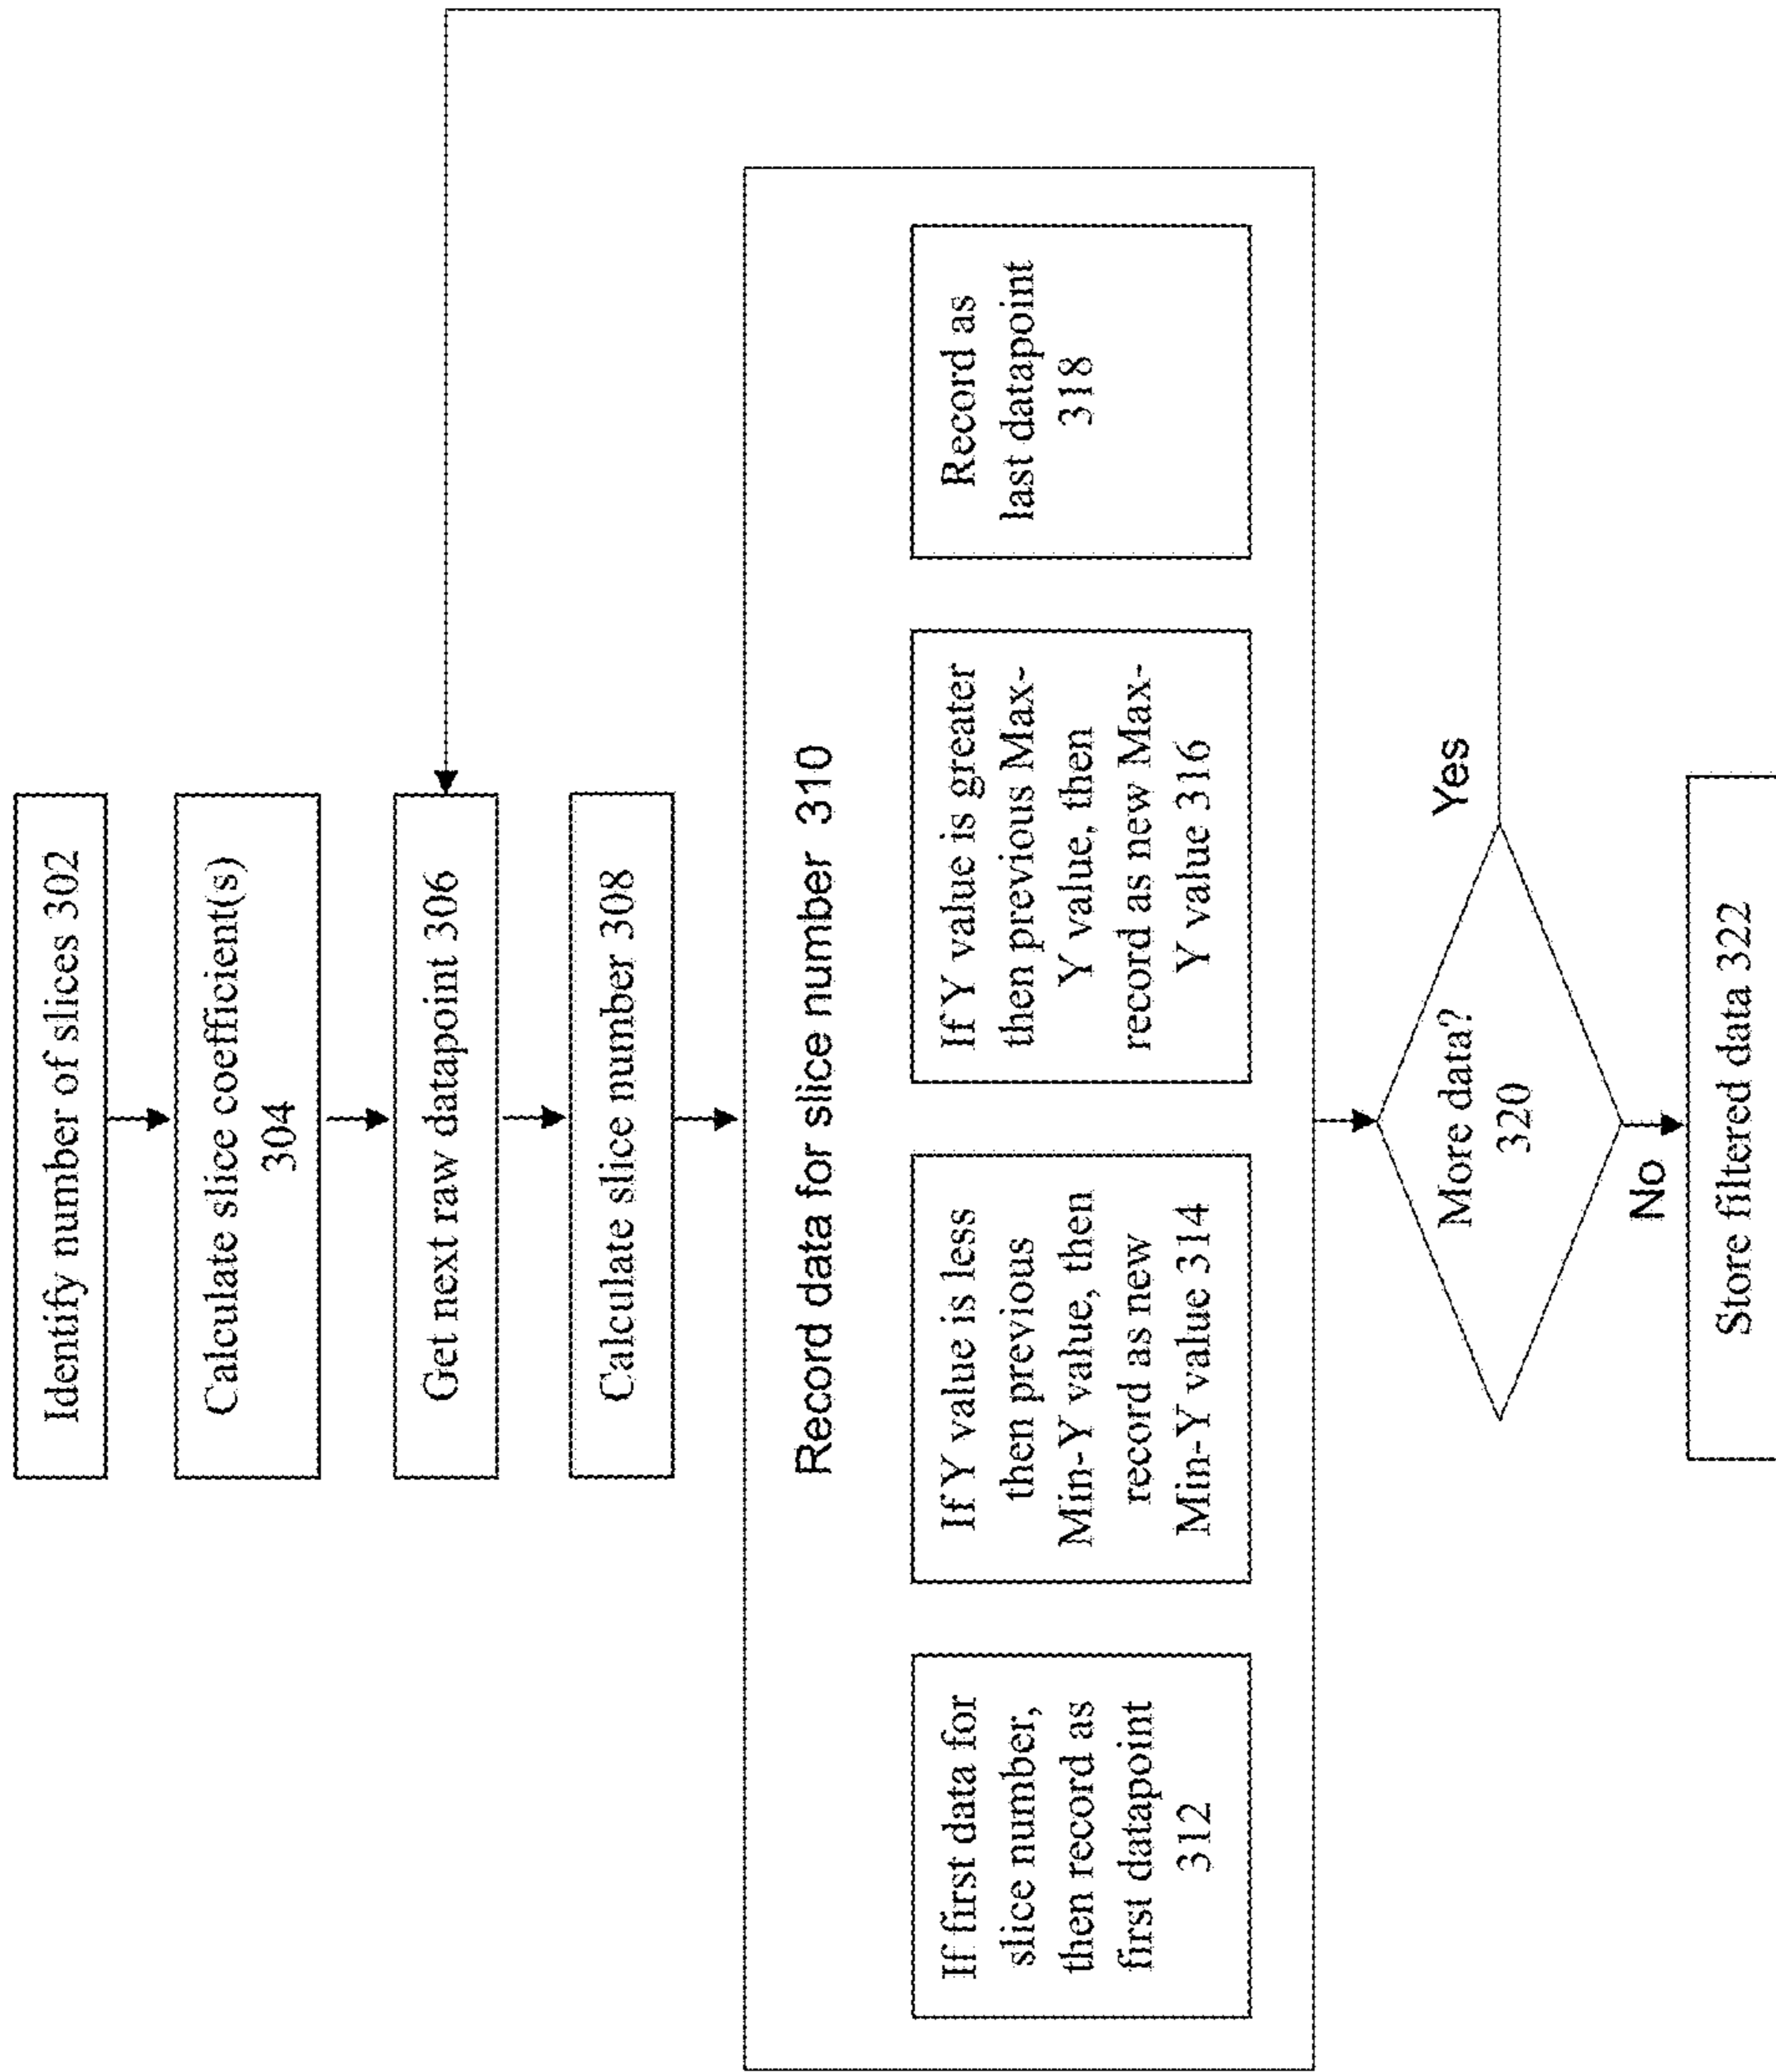 Identify number of slices 302
Calculate slice coefficient(s)
304
Get next raw datapoint 306
Calculate slice number 308
Record data for slice number 310
If first data for
slice number,
then record as
first datapoint
312
If Y value is less
then previous
Min-Y value, then
record as new
Min-Y value 314
If Y value is greater
then previous Max-
Y value, then
record as new Max-
Y value 316
Record as
last datapoint
318
More data?
320
Yes
No
Store filtered data 322